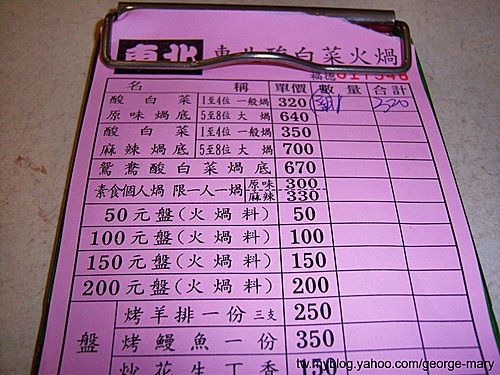 東北 東北酸白菜火鍋
名 稱 單價 數量 合計
酸白菜 1至4位 一般鍋 320 320
原味鍋底 5至8位 大鍋 640
酸白菜 1至4位 一般鍋 350
麻辣鍋底 5至8位 大鍋 700
鴛鴦酸白菜鍋底 670
素食個人鍋 限一人一鍋 原味 300
麻辣 330
50元盤(火鍋料) 50
100元盤(火鍋料) 100
150元盤(火鍋料) 150
200元盤(火鍋料) 200
烤羊排一份 三支 250
盤 烤鰻魚一份 350
炒花生丁香 150
tw.myblog.yahoo.com/george-mary